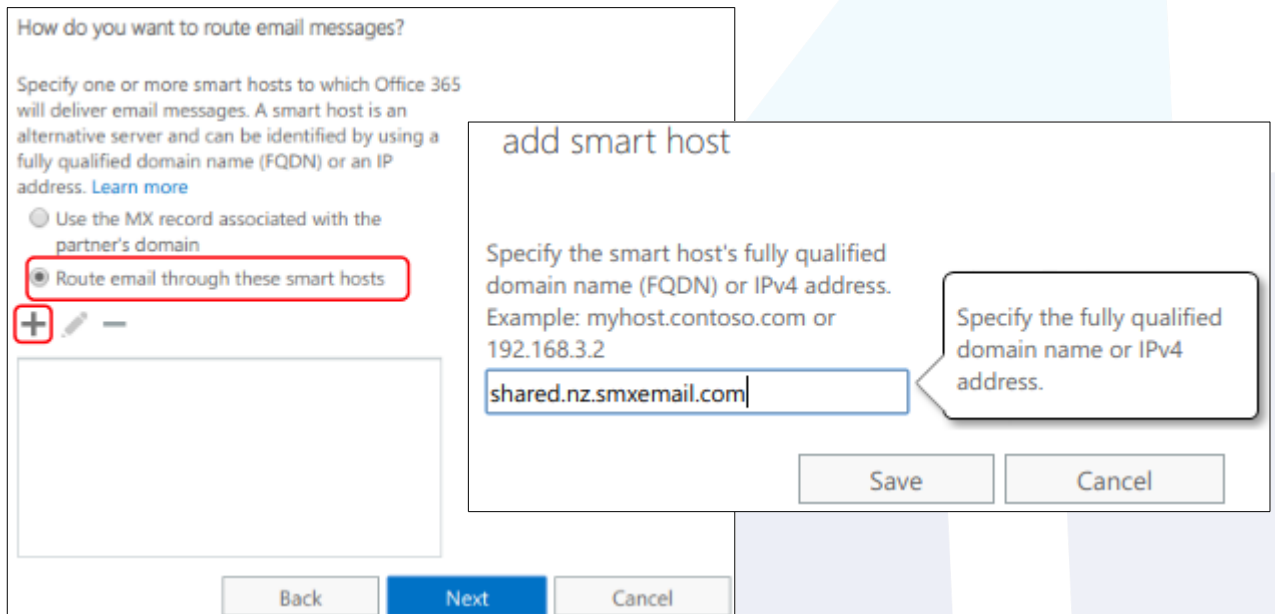 How do you want to route email messages?
Specify one or more smart hosts to which Office 365
will deliver email messages. A smart host is an
alternative server and can be identified by using a
fully qualified domain name (FQDN) or an IP
address. Learn more
Use the MX record associated with the
partner's domain
Route email through these smart hosts
Back
Next
Cancel
add smart host
Specify the smart host's fully qualified
domain name (FQDN) or IPv4 address.
Example: myhost.contoso.com or
192.168.3.2
shared.nz.smxemail.com
Specify the fully qualified
domain name or IPv4
address.
Save
Cancel